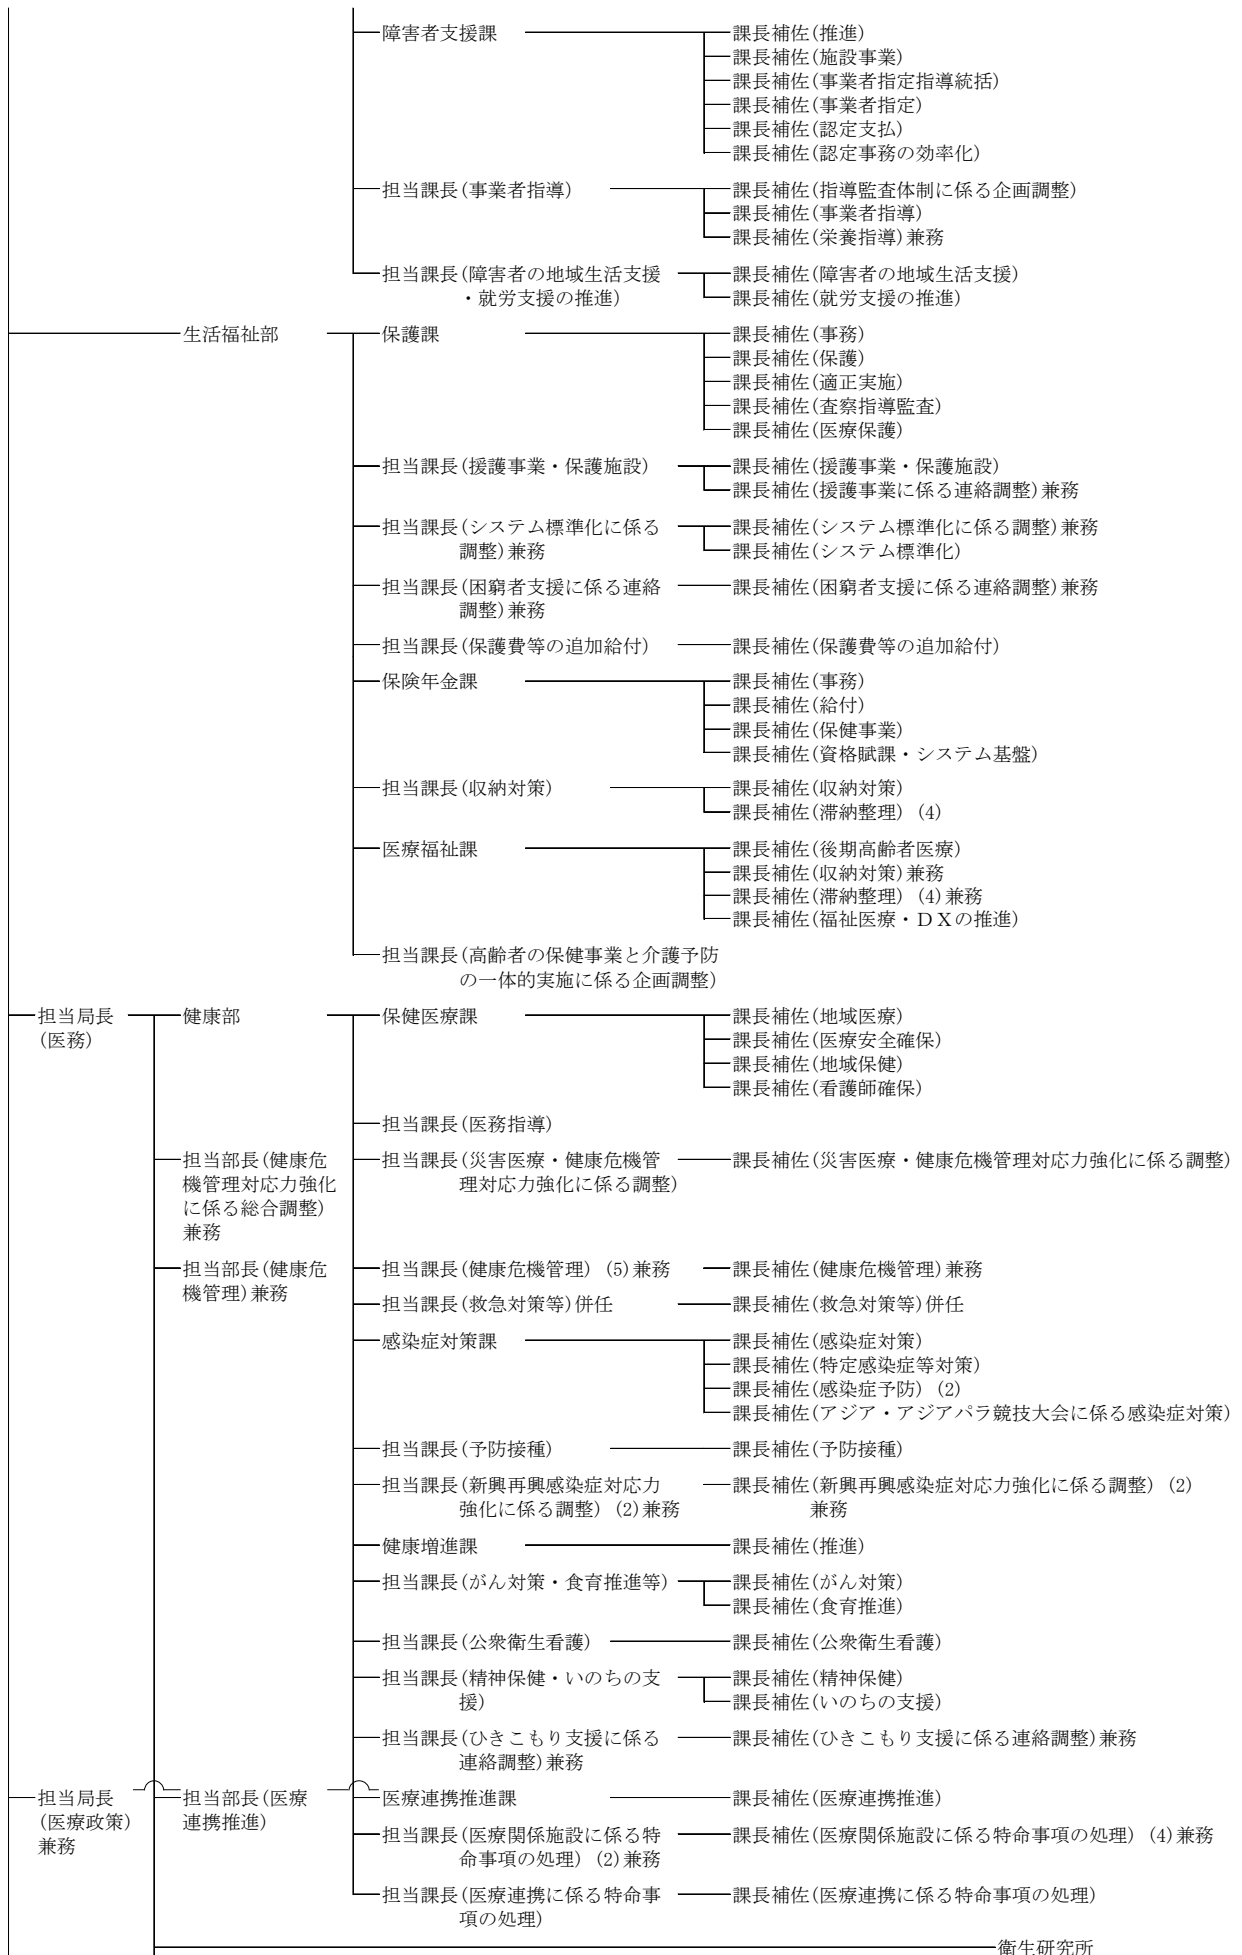 障害者支援課 課長補佐(推進)
課長補佐(施設事業)
課長補佐(事業者指定指導統括)
課長補佐(事業者指定)
課長補佐(認定支払)
課長補佐(認定事務の効率化)
担当課長(事業者指導) 課長補佐(指導監査体制に係る企画調整)
課長補佐(事業者指導)
課長補佐(栄養指導)兼務
担当課長(障害者の地域生活支援 課長補佐(障害者の地域生活支援)
・就労支援の推進) 課長補佐(就労支援の推進)
生活福祉部 保護課 課長補佐(事務)
課長補佐(保護)
課長補佐(適正実施)
課長補佐(査察指導監査)
課長補佐(医療保護)
担当課長(援護事業・保護施設) 課長補佐(援護事業・保護施設)
課長補佐(援護事業に係る連絡調整)兼務
担当課長(システム標準化に係る 課長補佐(システム標準化に係る調整)兼務
調整)兼務 課長補佐(システム標準化)
担当課長(困窮者支援に係る連絡 課長補佐(困窮者支援に係る連絡調整)兼務
調整)兼務
担当課長(保護費等の追加給付) 課長補佐(保護費等の追加給付)
保険年金課 課長補佐(事務)
課長補佐(給付)
課長補佐(保健事業)
課長補佐(資格賦課・システム基盤)
担当課長(収納対策) 課長補佐(収納対策)
課長補佐(滞納整理)(4)
医療福祉課 課長補佐(後期高齢者医療)
課長補佐(収納対策)兼務
課長補佐(滞納整理)(4)兼務
課長補佐(福祉医療・DXの推進)
担当課長(高齢者の保健事業と介護予防
の一体的実施に係る企画調整)
担当局長 健康部 保健医療課 課長補佐(地域医療)
(医務) 課長補佐(医療安全確保)
課長補佐(地域保健)
課長補佐(看護師確保)
担当課長(医務指導)
担当部長(健康危 担当課長(災害医療・健康危機管 課長補佐(災害医療・健康危機管理対応力強化に係る調整)
機管理対応力強化 理対応力強化に係る調整)
に係る総合調整)
兼務
担当部長(健康危 担当課長(健康危機管理)(5)兼務 課長補佐(健康危機管理)兼務
機管理)兼務
担当課長(救急対策等)併任 課長補佐(救急対策等)併任
感染症対策課 課長補佐(感染症対策)
課長補佐(特定感染症等対策)
課長補佐(感染症予防)(2)
課長補佐(アジア・アジアパラ競技大会に係る感染症対策)
担当課長(予防接種) 課長補佐(予防接種)
担当課長(新興再興感染症対応力 課長補佐(新興再興感染症対応力強化に係る調整)(2)
強化に係る調整)(2)兼務 兼務
健康増進課 課長補佐(推進)
担当課長(がん対策・食育推進等) 課長補佐(がん対策)
課長補佐(食育推進)
担当課長(公衆衛生看護) 課長補佐(公衆衛生看護)
担当課長(精神保健・いのちの支 課長補佐(精神保健)
援) 課長補佐(いのちの支援)
担当課長(ひきこもり支援に係る 課長補佐(ひきこもり支援に係る連絡調整)兼務
連絡調整)兼務
担当局長 担当部長(医療 医療連携推進課 課長補佐(医療連携推進)
(医療政策) 連携推進)
兼務 担当課長(医療関係施設に係る特 課長補佐(医療関係施設に係る特命事項の処理)(4)兼務
命事項の処理)(2)兼務
担当課長(医療連携に係る特命事 課長補佐(医療連携に係る特命事項の処理)
項の処理)
衛生研究所